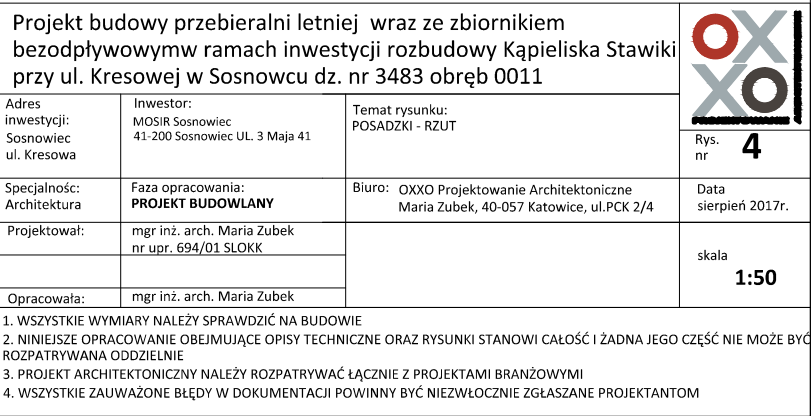 Projekt budowy przebieralni letniej wraz ze zbiornikiem
bezodpływowymw ramach inwestycji rozbudowy Kąpieliska Stawiki
przy ul. Kresowej w Sosnowcu dz. nr 3483 obręb 0011
OX
XO
Adres
inwestycji:
Sosnowiec
ul. Kresowa
Inwestor:
MOSIR Sosnowiec
41-200 Sosnowiec UL. 3 Maja 41
Temat rysunku:
POSADZKI - RZUT
Rys.
nr 4
Specjalność:
Architektura
Faza opracowania:
PROJEKT BUDOWLANY
Biuro: OXXO Projektowanie Architektoniczne
Maria Zubek, 40-057 Katowice, ul.PCK 2/4
Data
sierpień 2017r.
Projektował:
mgr inż. arch. Maria Zubek
nr upr. 694/01 SLOKK
skala
1:50
Opracowała:
mgr inż. arch. Maria Zubek
1. WSZYSTKIE WYMIARY NALEŻY SPRAWDZIĆ NA BUDOWIE
2. NINIEJSZE OPRACOWANIE OBEJMUJĄCE OPISY TECHNICZNE ORAZ RYSUNKI STANOWI CAŁOŚĆ I ŻADNA JEGO CZĘŚĆ NIE MOŻE BYĆ
ROZPATRYWANA ODDZIELNIE
3. PROJEKT ARCHITEKTONICZNY NALEŻY ROZPATRYWAĆ ŁĄCZNIE Z PROJEKTAMI BRANŻOWYMI
4. WSZYSTKIE ZAUWAŻONE BŁĘDY W DOKUMENTACJI POWINNY BYĆ NIEZWŁOCZNIE ZGŁASZANE PROJEKTANTOM